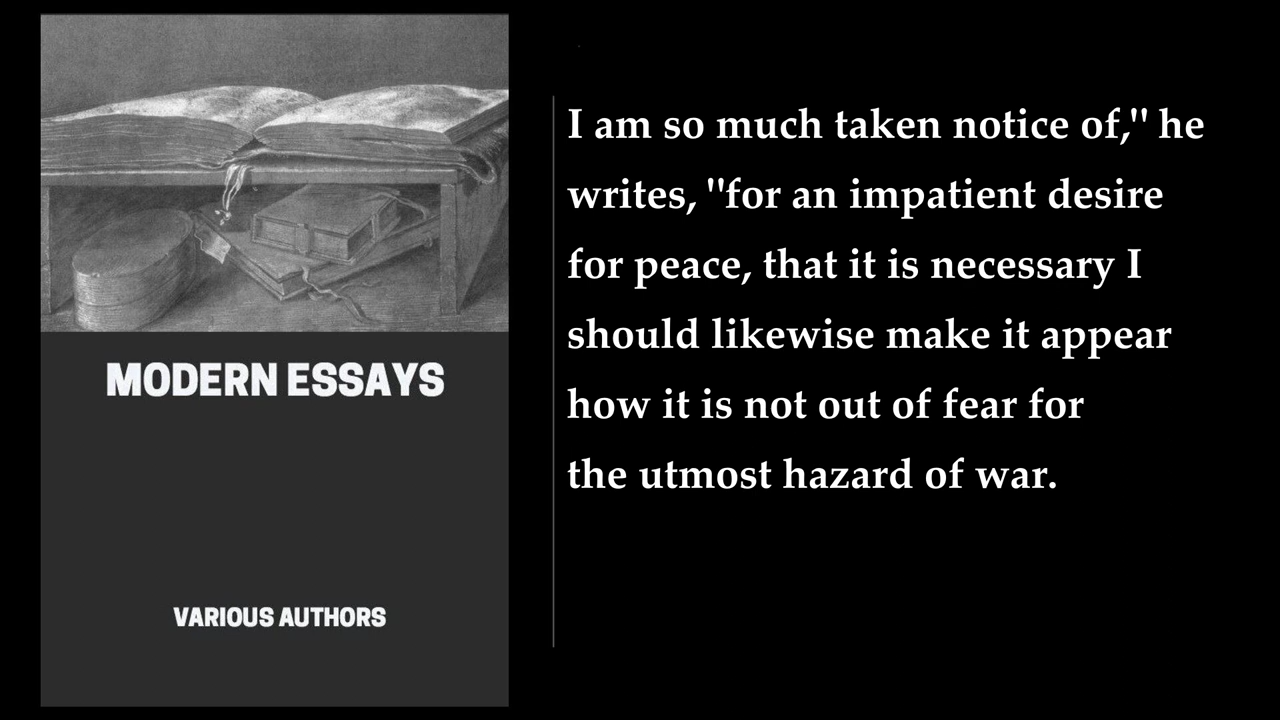 MODERN ESSAYS
VARIOUS AUTHORS
I am so much taken notice of," he
writes, "for an impatient desire
for peace, that it is necessary I
should likewise make it appear
how it is not out of fear for
the utmost hazard of war.